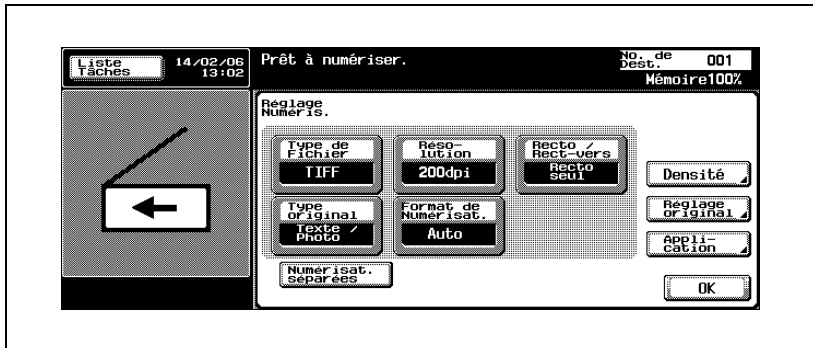 Liste
Tâches
14/02/06
13:02
Prêt à numériser.
No. de
Dest.
001
Mémoire100%
Réglage
Numéris.
Type de
Fichier
TIFF
Réso-
lution
200dpi
Recto /
Rect-vers
Recto
seul
Densité
Type
original
Texte /
Photo
Format de
Numérisat.
Auto
Réglage
original
Appli-
cation
Numérisat.
séparées
OK